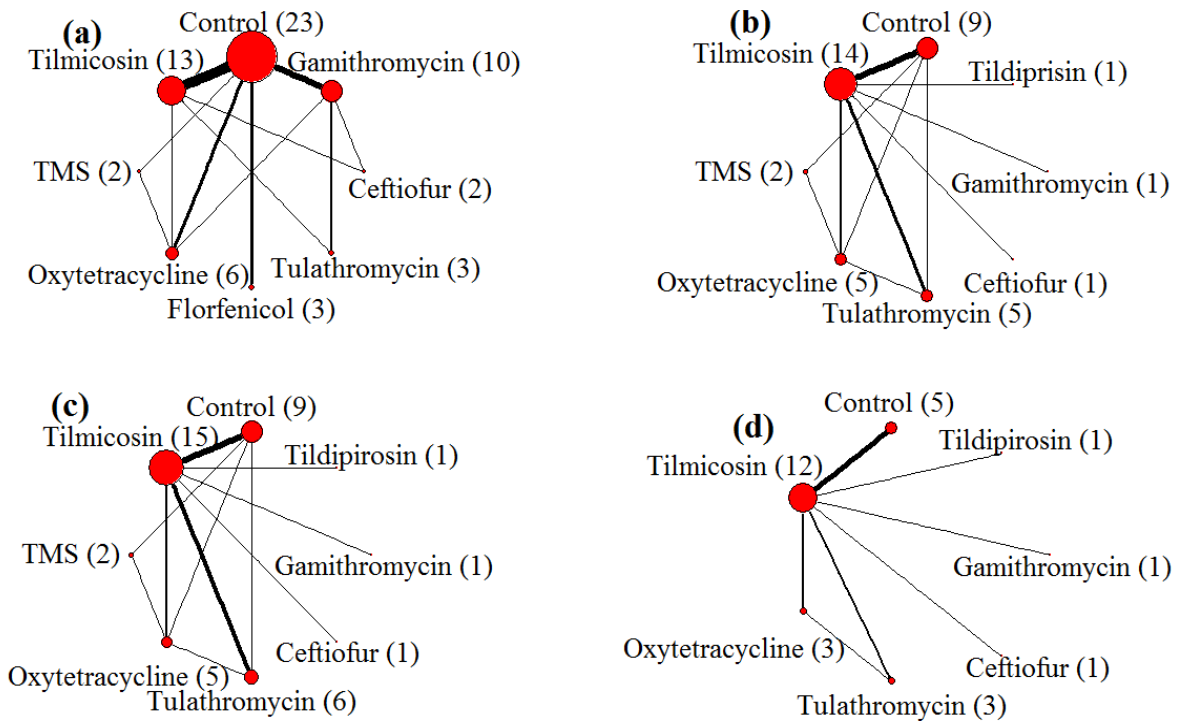 (a)
Control (23)
Tilmicosin (13)
Gamithromycin (10)
TMS (2)
Ceftiofur (2)
Oxytetracycline (6)
Tulathromycin (3)
Florfenicol (3)
(b)
Control (9)
Tilmicosin (14)
Tildiprisin (1)
TMS (2)
Gamithromycin (1)
Oxytetracycline (5)
Ceftiofur (1)
Tulathromycin (5)
(c)
Control (9)
Tilmicosin (15)
Tildipirosin (1)
TMS (2)
Gamithromycin (1)
Ceftiofur (1)
Oxytetracycline (5)
Tulathromycin (6)
(d)
Control (5)
Tildipirosin (1)
Tilmicosin (12)
Gamithromycin (1)
Oxytetracycline (3)
Ceftiofur (1)
Tulathromycin (3)